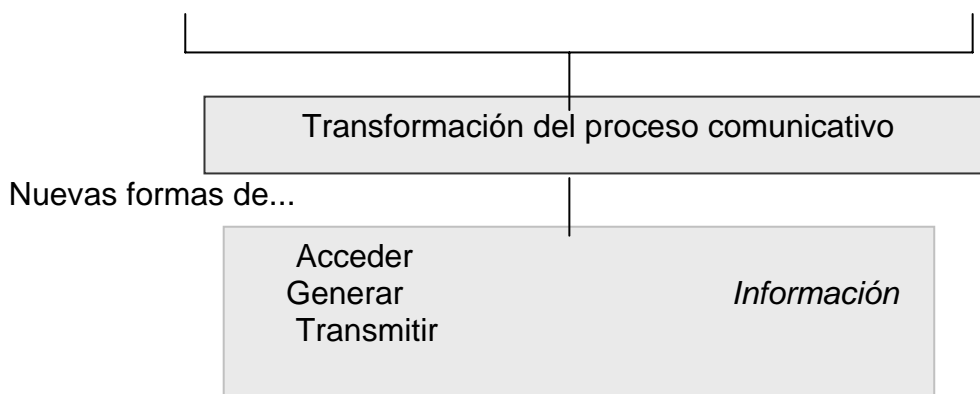 Transformación del proceso comunicativo
Nuevas formas de...
Acceder
Generar Información
Transmitir